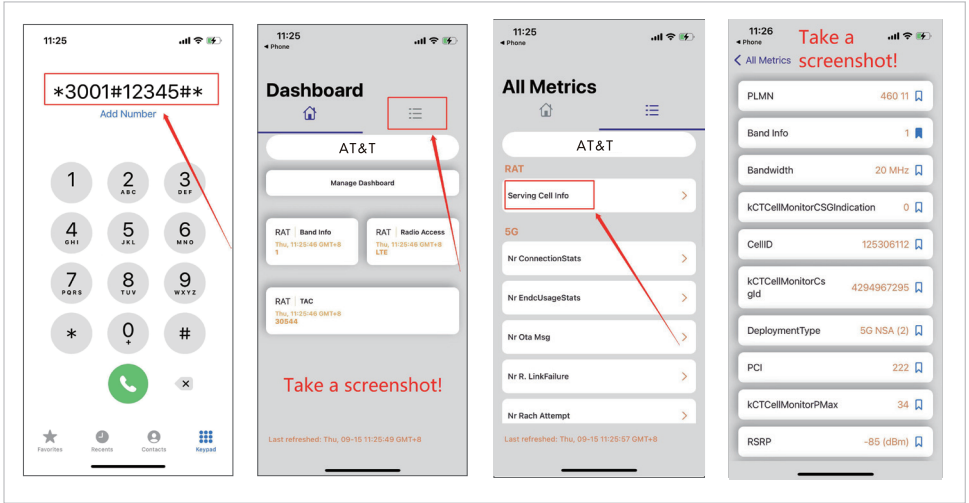 11:25
*3001#12345#*
Add Number
1
2
ABC
3
DEF
4
GHI
5
JKL
6
MNO
7
PQRS
8
TUV
9
WXYZ
*
0
+
#
Favorites
Recents
Contacts
Keypad
11:25
Phone
Dashboard
AT&T
Manage Dashboard
RAT | Band Info
Thu, 11:25:46 GMT+8
1
RAT | Radio Access
Thu, 11:25:46 GMT+8
LTE
RAT | TAC
Thu, 11:25:46 GMT+8
30544
Take a screenshot!
Last refreshed: Thu, 09-15 11:25:49 GMT+8
11:25
Phone
All Metrics
AT&T
RAT
Serving Cell Info
5G
Nr ConnectionStats
Nr EndcUsageStats
Nr Ota Msg
Nr R. LinkFailure
Nr Rach Attempt
Last refreshed: Thu, 09-15 11:25:57 GMT+8
11:26
Phone
Take a
screenshot!
All Metrics
PLMN 460 11
Band Info 1
Bandwidth 20 MHz
kCTCellMonitorCSGIndication 0
CellID 125306112
kCTCellMonitorCs
gId 4294967295
DeploymentType 5G NSA (2)
PCI 222
kCTCellMonitorPMax 34
RSRP -85 (dBm)